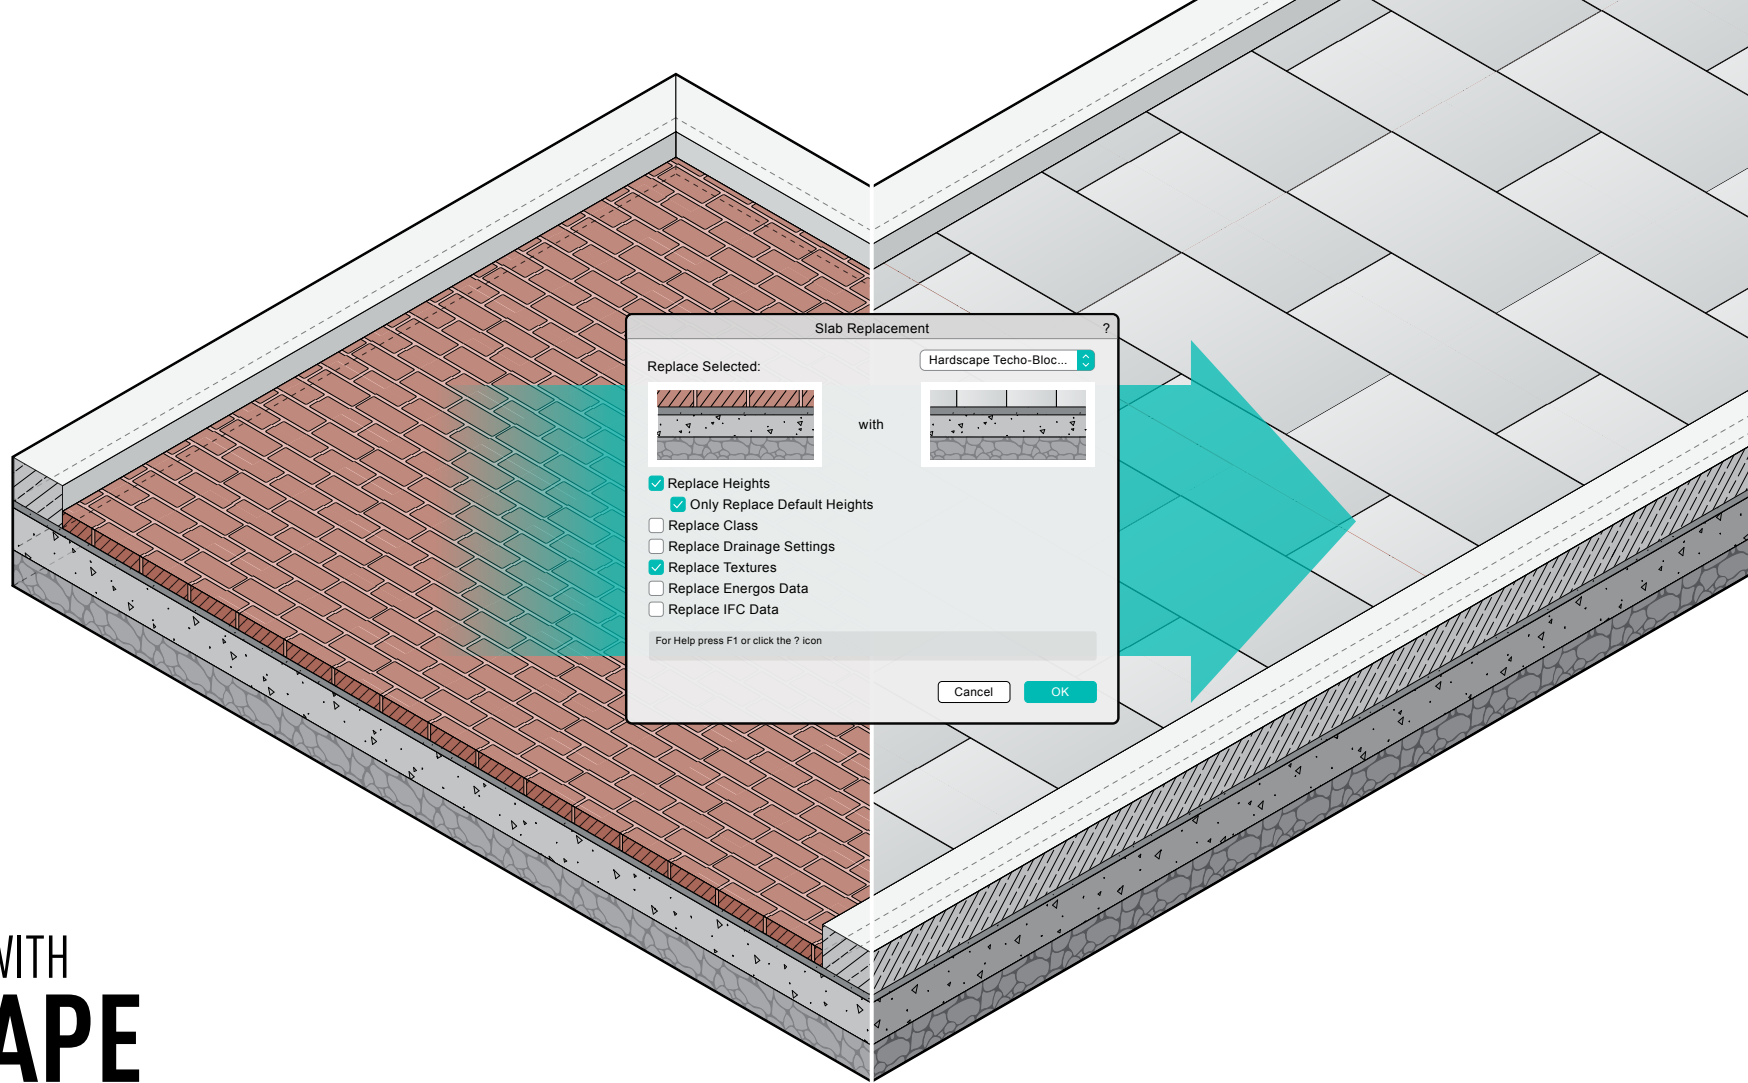 Slab Replacement ?
Replace Selected:
Hardscape Techo-Bloc...
with
Replace Heights
Only Replace Default Heights
Replace Class
Replace Drainage Settings
Replace Textures
Replace Energos Data
Replace IFC Data
For Help press F1 or click the ? icon
Cancel OK
WITH
APE